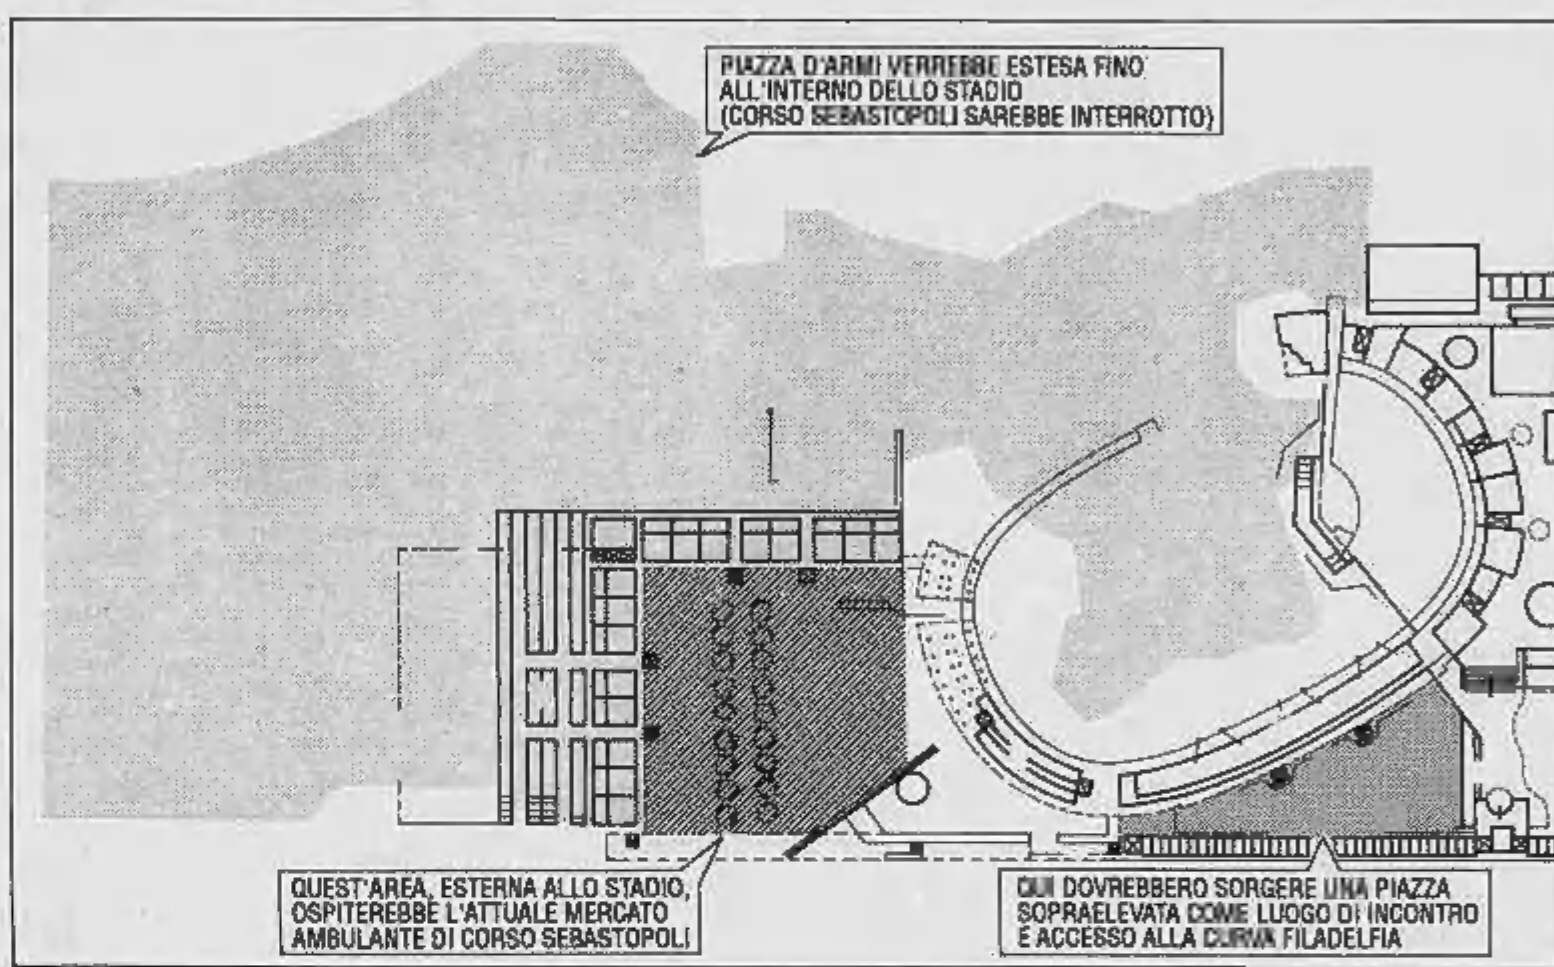 PIAZZA D'ARMI VERREBBE ESTESA FINO
ALL'INTERNO DELLO STADIO
(CORSO SEBASTOPOLI SAREBBE INTERROTTO)
QUEST'AREA, ESTERNA ALLO STADIO,
OSPITEREBBE L'ATTUALE MERCATO
AMBULANTE DI CORSO SEBASTOPOLI
QUI DOVREBBERO SORGERE UNA PIAZZA
SOPRAELEVATA COME LUOGO DI INCONTRO
E ACCESSO ALLA CURVA FILADELFIA